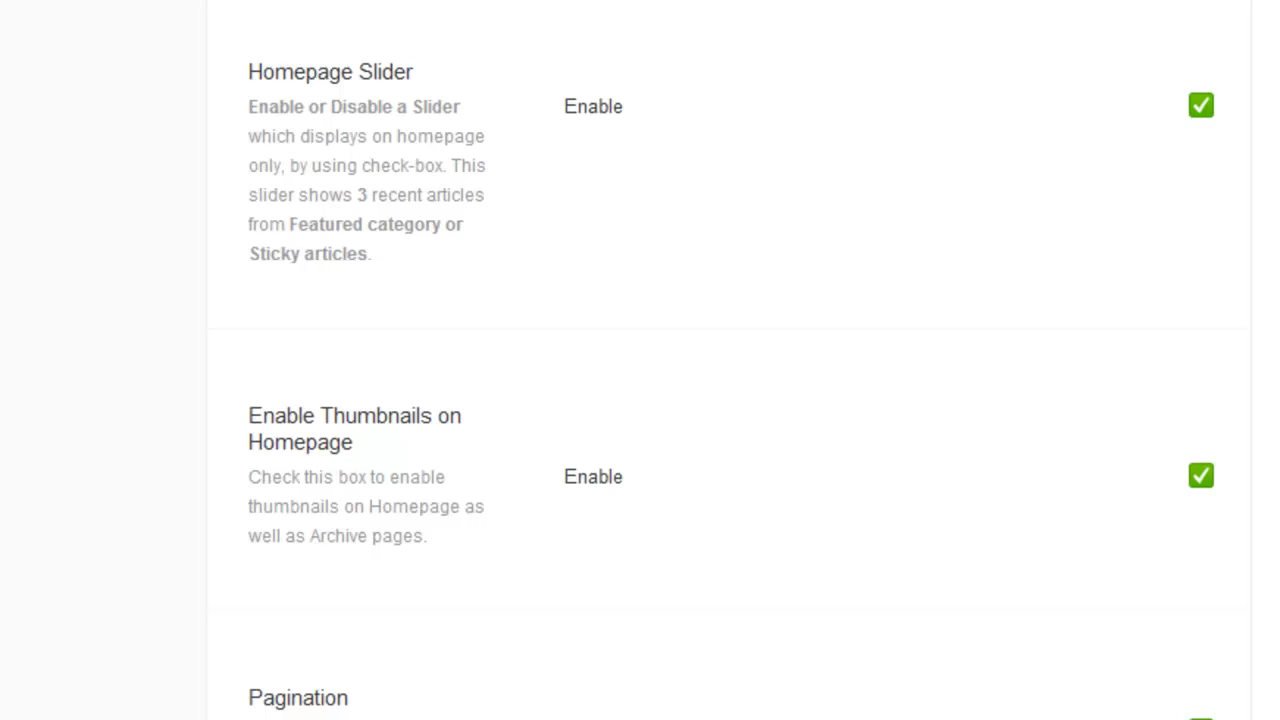 Homepage Slider
Enable or Disable a Slider
Enable
which displays on homepage
only, by using check-box. This
slider shows 3 recent articles
from Featured category or
Sticky articles.
Enable Thumbnails on
Homepage
Check this box to enable
Enable
thumbnails on Homepage as
well as Archive pages.
Pagination